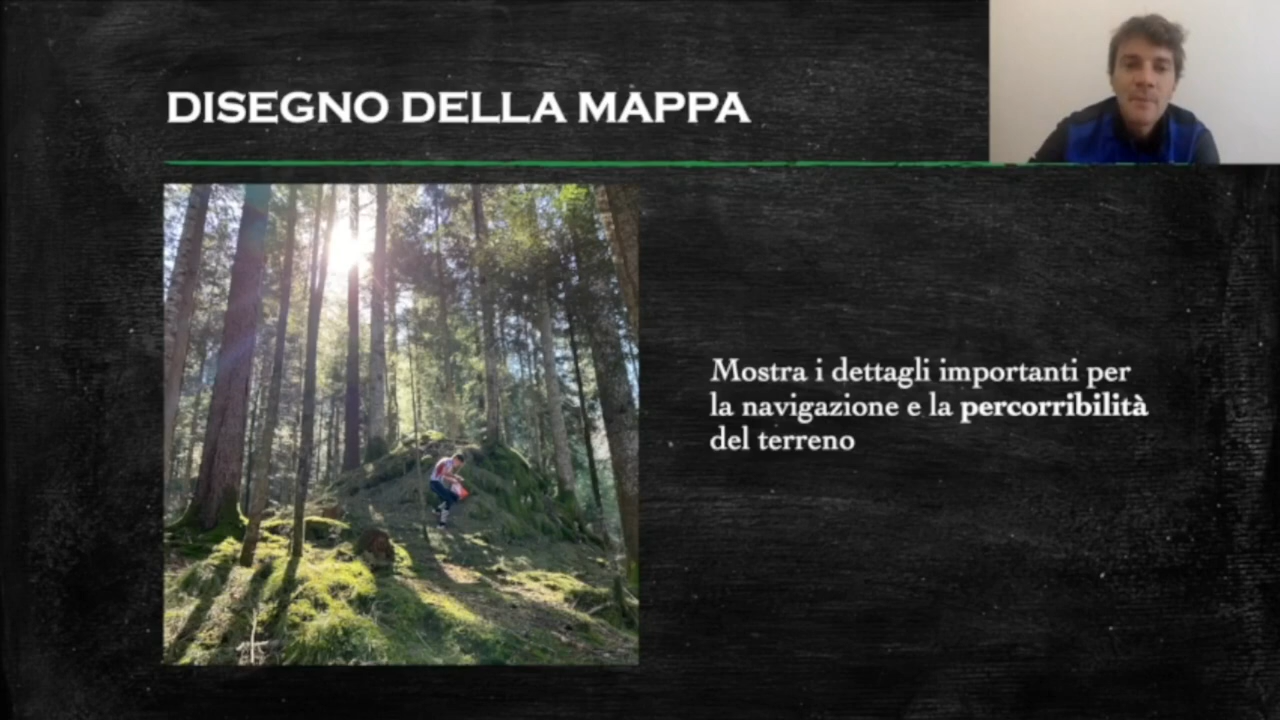 DISEGNO DELLA MAPPA
Mostra i dettagli importanti per
la navigazione e la percorribilità
del terreno